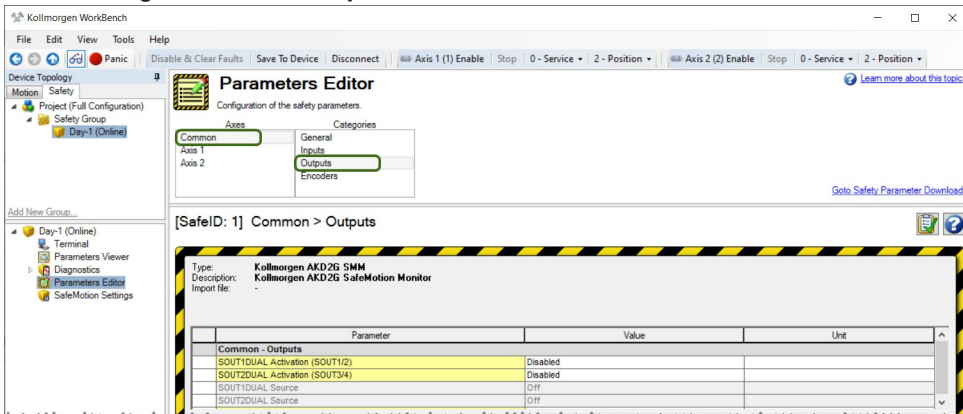 Kollmorgen WorkBench
File Edit View Tools Help
Panic Disable & Clear Faults Save To Device Disconnect Axis 1 (1) Enable Stop 0 - Service 2 - Position Axis 2 (2) Enable Stop 0 - Service 2 - Position
Device Topology
Motion Safety
Project (Full Configuration)
Safety Group
Day-1 (Online)
Add New Group...
Day-1 (Online)
Terminal
Parameters Viewer
Diagnostics
Parameters Editor
SafeMotion Settings
Parameters Editor
Learn more about this topic
Configuration of the safety parameters.
Axes Categories
Common General
Axis 1 Inputs
Axis 2 Outputs
Encoders
Goto Safety Parameter Download
[SafeID: 1] Common > Outputs
Type: Kollmorgen AKD2G SMM
Description: Kollmorgen AKD2G SafeMotion Monitor
Import file: -
Parameter Value Unit
Common - Outputs
SOUT1DUAL Activation (SOUT1/2) Disabled
SOUT2DUAL Activation (SOUT3/4) Disabled
SOUT1DUAL Source Off
SOUT2DUAL Source Off